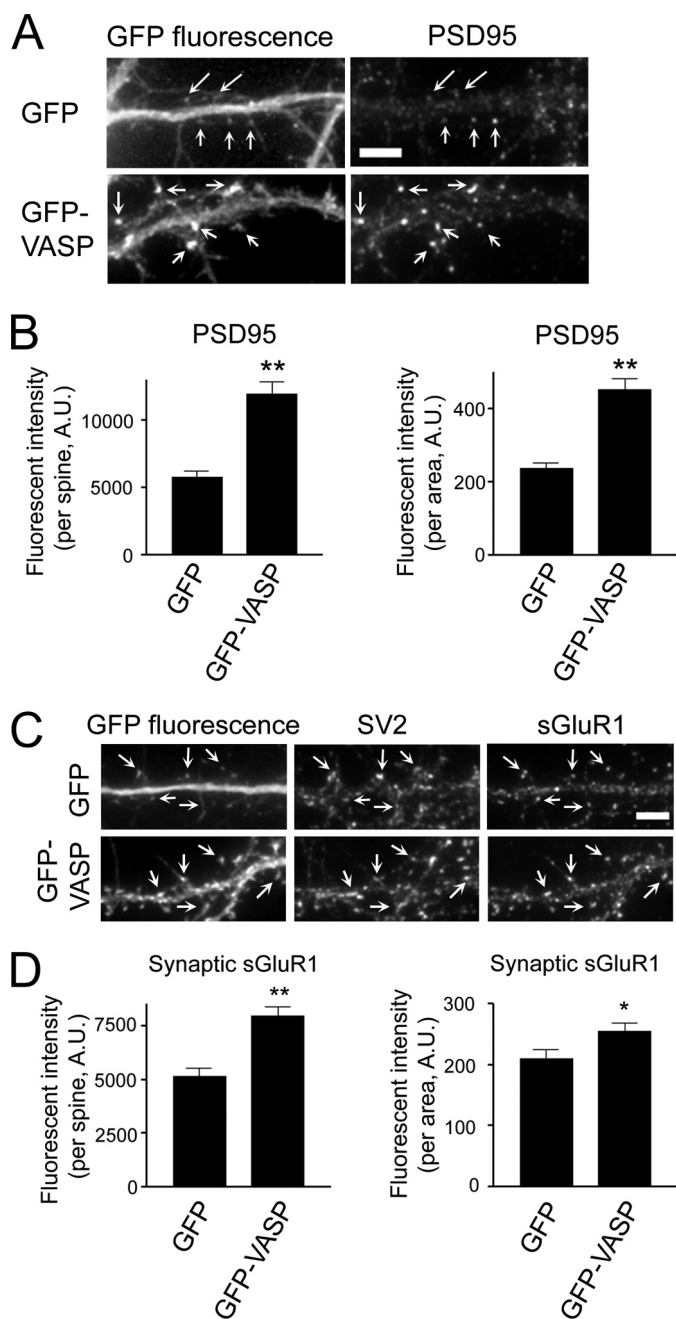 A
GFP fluorescence
PSD95
GFP
GFP-
VASP
B
PSD95
Fluorescent intensity
(per spine, A.U.)
10000
5000
0
**
GFP
GFP-VASP
PSD95
Fluorescent intensity
(per area, A.U.)
400
200
0
**
GFP
GFP-VASP
C
GFP fluorescence
SV2
sGluR1
GFP
GFP-
VASP
D
Synaptic sGluR1
Fluorescent intensity
(per spine, A.U.)
7500
5000
2500
0
**
GFP
GFP-VASP
Synaptic sGluR1
Fluorescent intensity
(per area, A.U.)
300
200
100
0
*
GFP
GFP-VASP